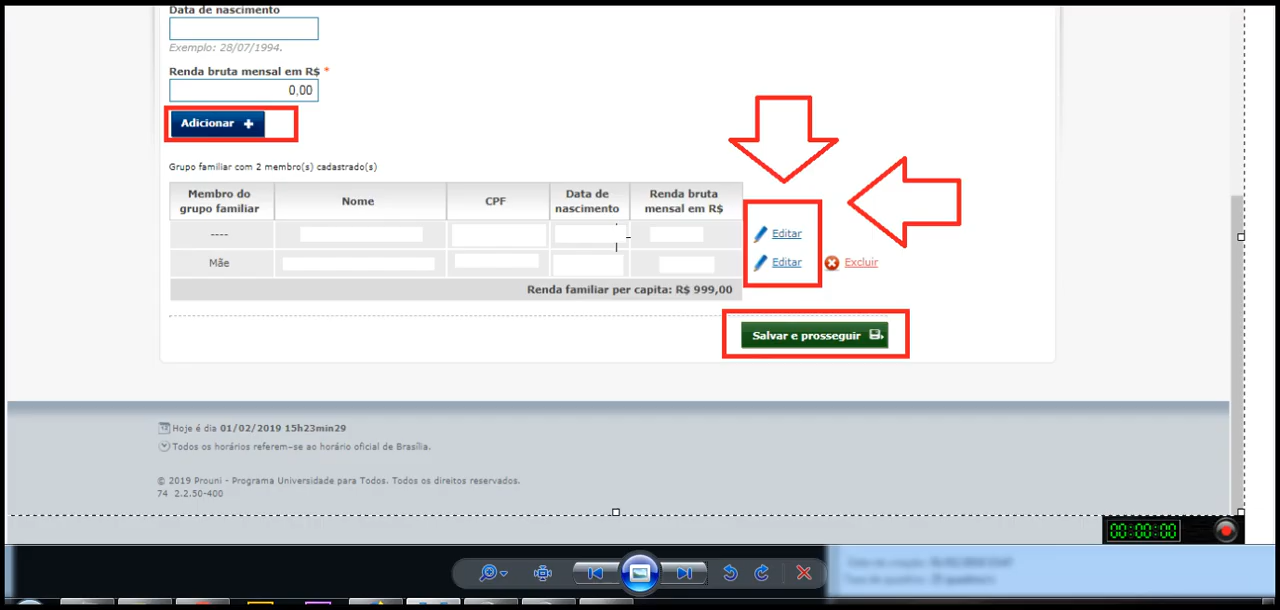 Data de nascimento
Exemplo: 28/07/1994.
Renda bruta mensal em R$ *
0,00
Adicionar +
Grupo familiar com 2 membro(s) cadastrado(s)
Membro do grupo familiar Nome CPF Data de nascimento Renda bruta mensal em R$
---- Editar
Mãe Editar Excluir
Renda familiar per capita: R$ 999,00
Salvar e prosseguir
Hoje é dia 01/02/2019 15h23min29
Todos os horários referem-se ao horário oficial de Brasília.
© 2019 Prouni - Programa Universidade para Todos. Todos os direitos reservados.
74 2.2.50-400
00:00:00